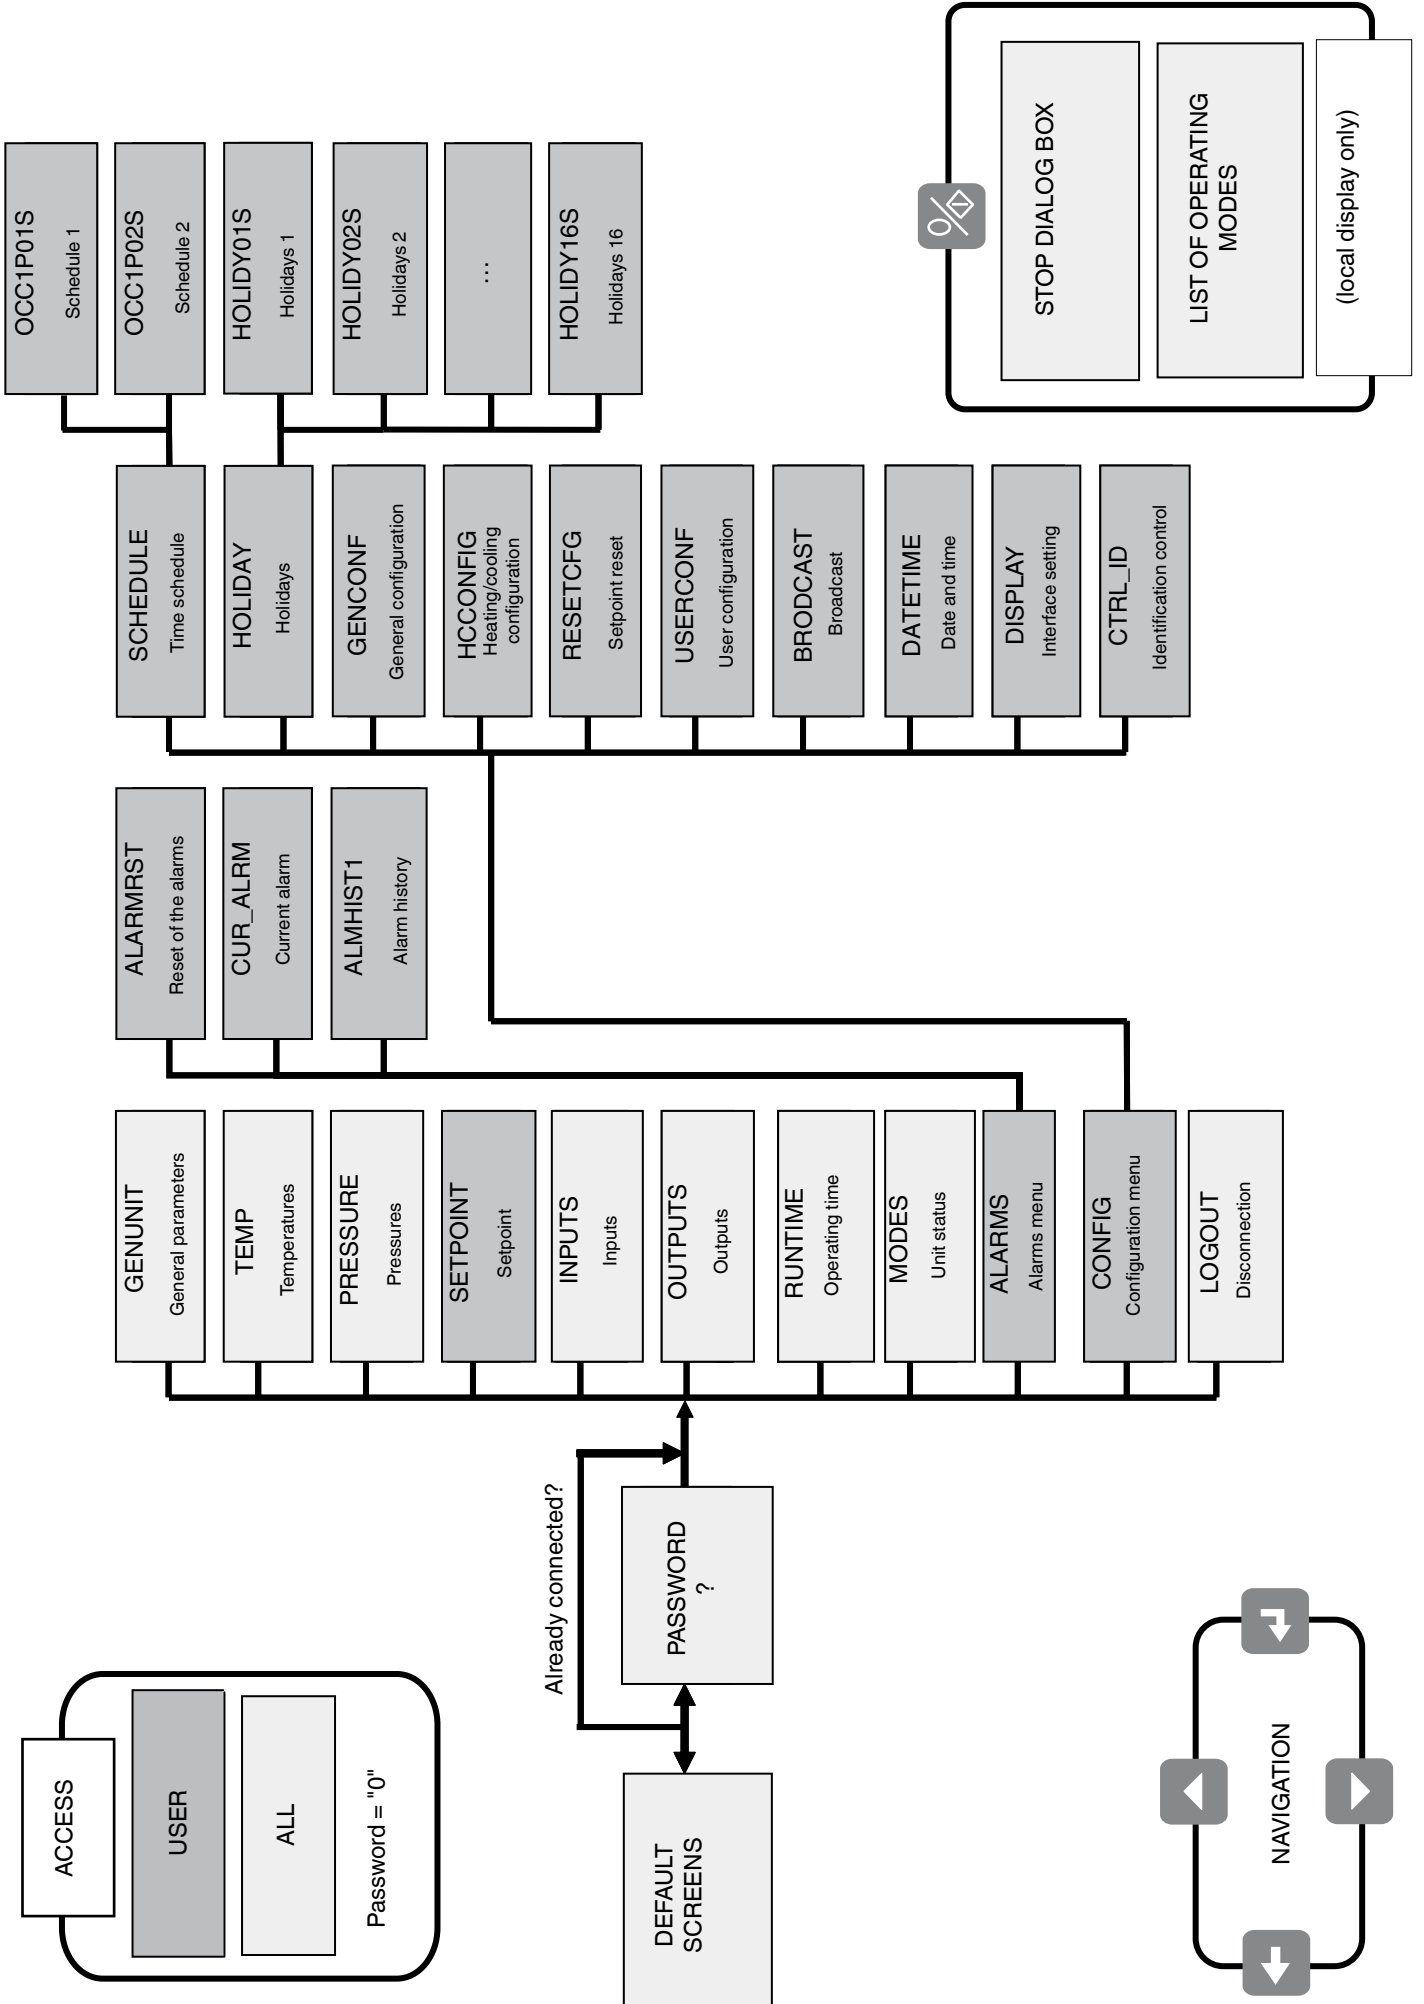 ACCESS
USER
ALL
Password = "0"
DEFAULT
SCREENS
PASSWORD
?
Already connected?
GENUNIT
General parameters
TEMP
Temperatures
PRESSURE
Pressures
SETPOINT
Setpoint
INPUTS
Inputs
OUTPUTS
Outputs
RUNTIME
Operating time
MODES
Unit status
ALARMS
Alarms menu
CONFIG
Configuration menu
LOGOUT
Disconnection
ALARMRST
Reset of the alarms
CUR_ALRM
Current alarm
ALMHIST1
Alarm history
SCHEDULE
Time schedule
HOLIDAY
Holidays
GENCONF
General configuration
HCCONFIG
Heating/cooling
configuration
RESETCFG
Setpoint reset
USERCONF
User configuration
BRODCAST
Broadcast
DATETIME
Date and time
DISPLAY
Interface setting
CTRL_ID
Identification control
OCC1P01S
Schedule 1
OCC1P02S
Schedule 2
HOLIDY01S
Holidays 1
HOLIDY02S
Holidays 2
...
HOLIDY16S
Holidays 16
STOP DIALOG BOX
LIST OF OPERATING
MODES
(local display only)
NAVIGATION